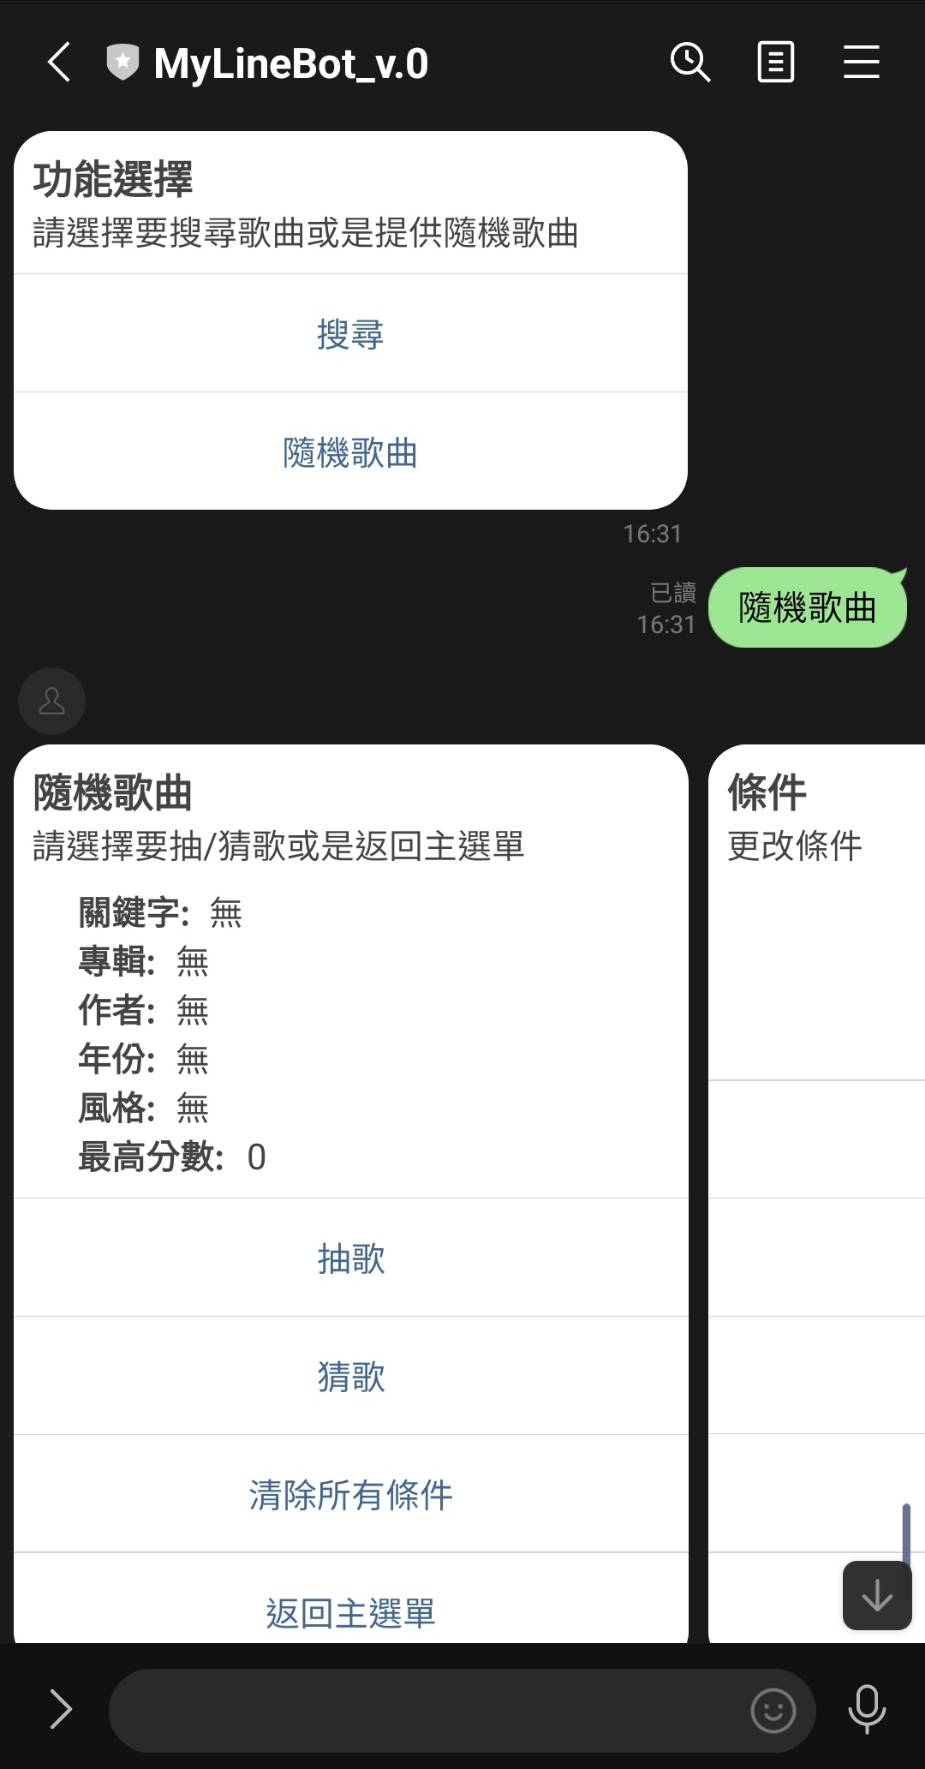 MyLineBot_v.0
功能選擇
請選擇要搜尋歌曲或是提供隨機歌曲
搜尋
隨機歌曲
16:31
已讀
16:31
隨機歌曲
隨機歌曲
請選擇要抽/猜歌或是返回主選單
關鍵字: 無
專輯: 無
作者: 無
年份: 無
風格: 無
最高分數: 0
抽歌
猜歌
清除所有條件
返回主選單
條件
更改條件